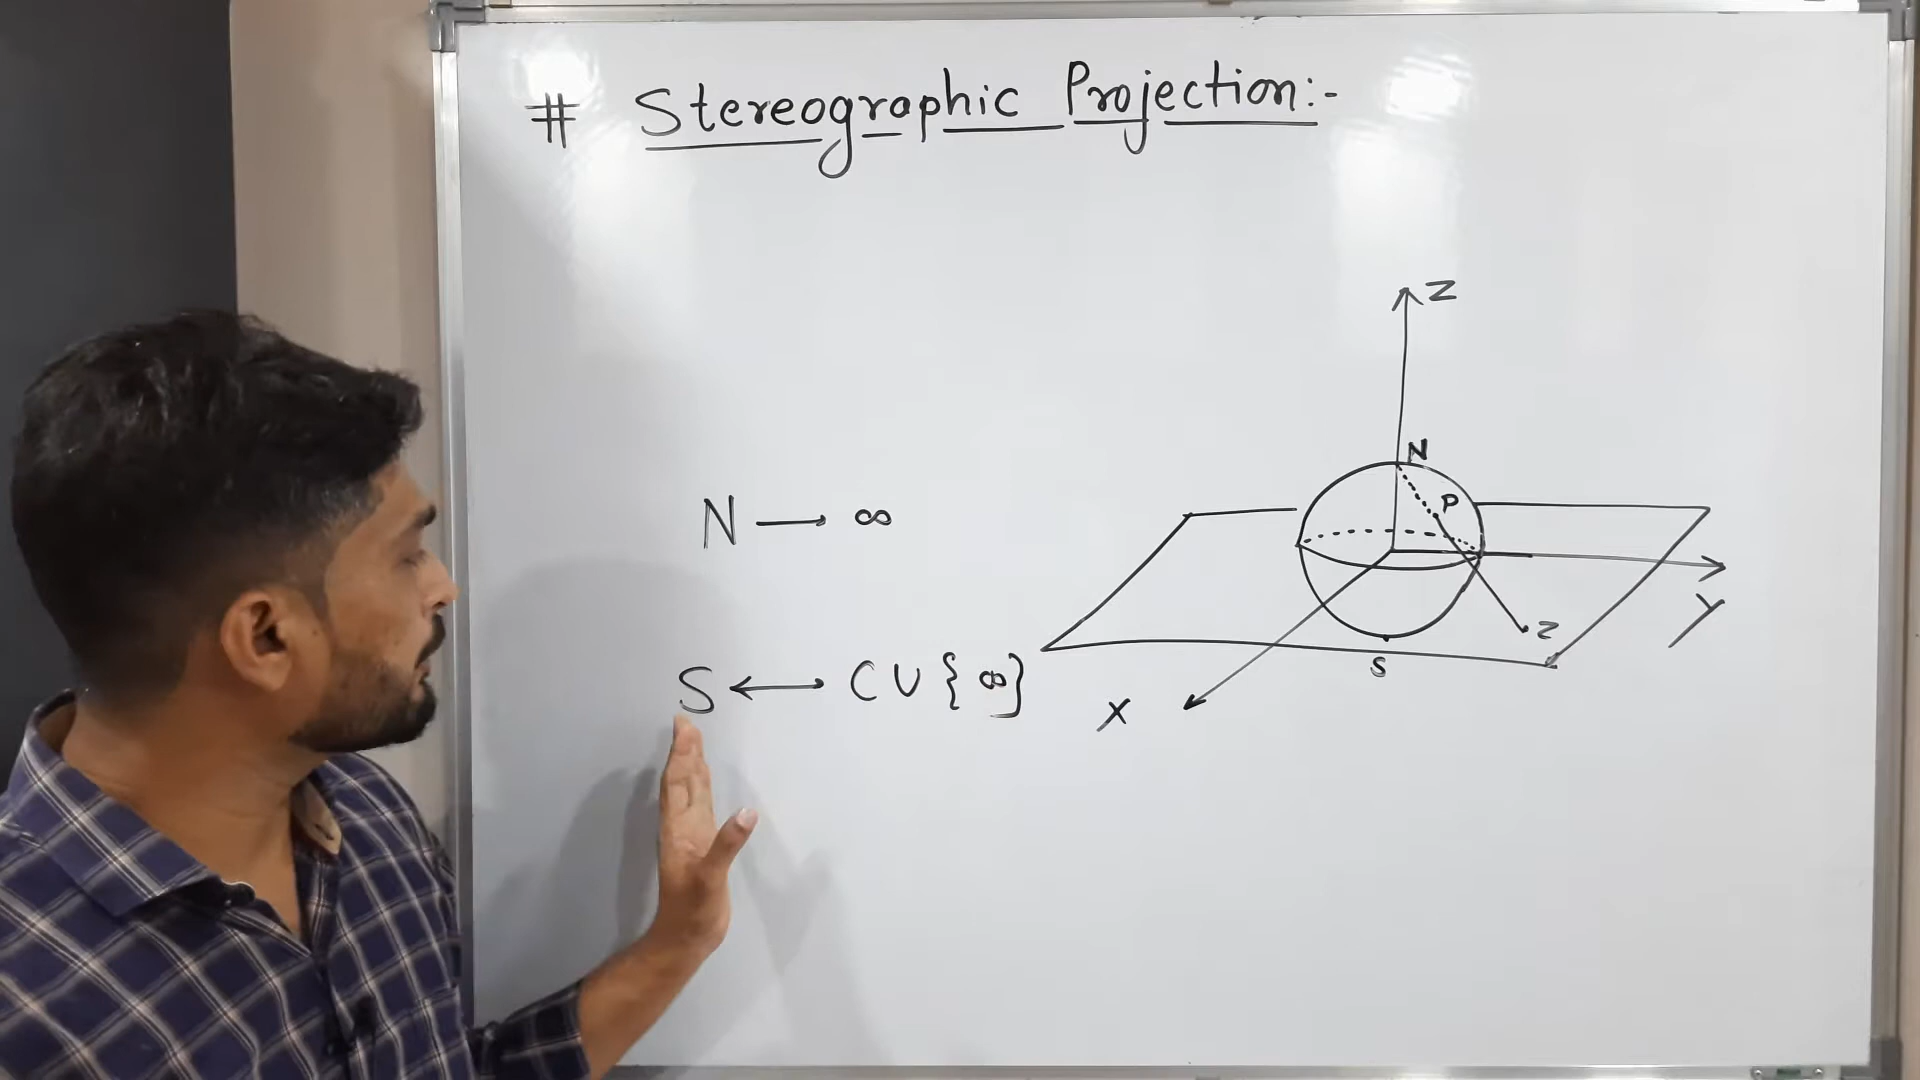 # Stereographic Projection:-
Z
N
P
N → ∞
Y
z
S ↔ C ∪ {∞}
S
X